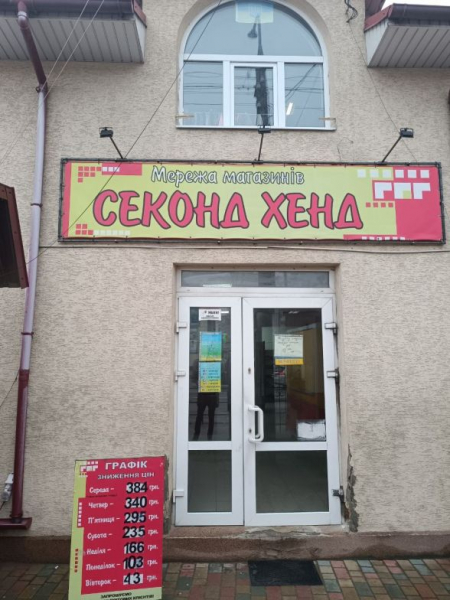 Мережа магазинів
СЕКОНД ХЕНД
ГРАФІК
ЗНИЖЕННЯ ЦІН
Середа - 384 грн.
Четвер - 340 грн.
П'ятниця - 295 грн.
Субота - 235 грн.
Неділя - 166 грн.
Понеділок - 103 грн.
Вівторок - 43 грн.
ЗАПРОШУЄМО